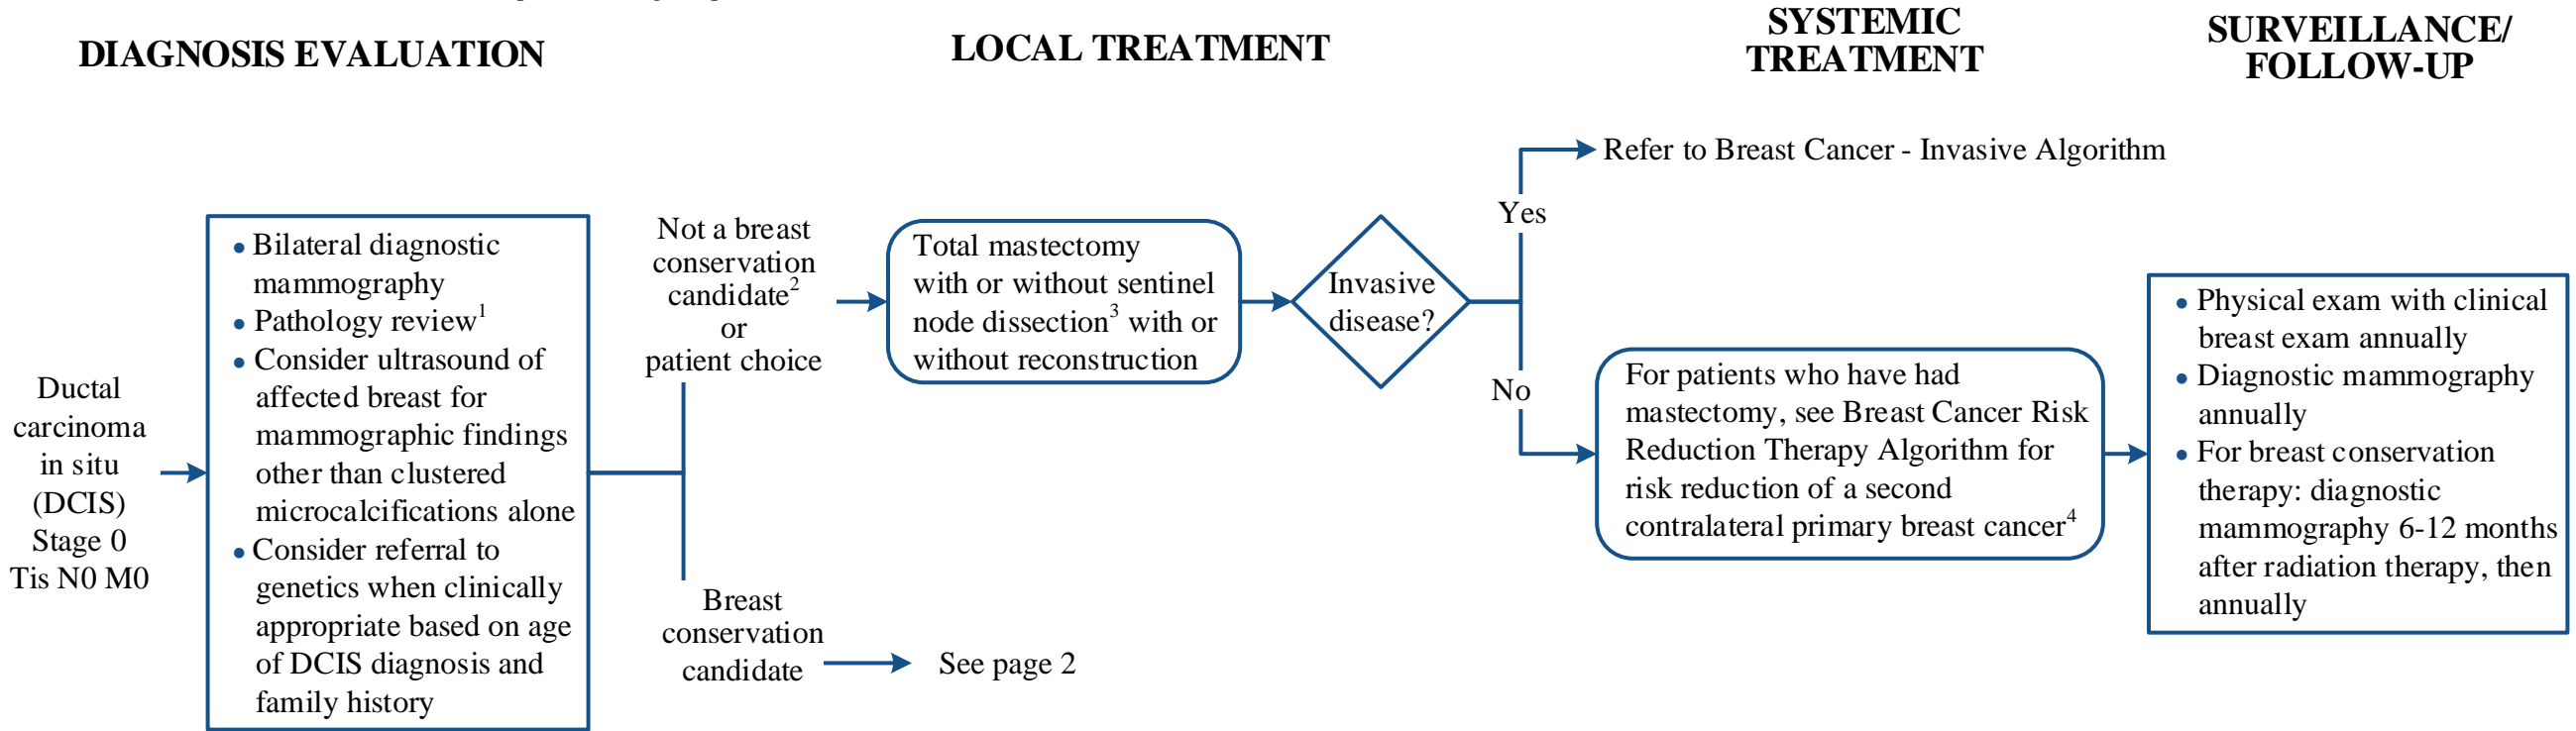 DIAGNOSIS EVALUATION
LOCAL TREATMENT
SYSTEMIC
TREATMENT
SURVEILLANCE/
FOLLOW-UP
Ductal
carcinoma
in situ
(DCIS)
Stage 0
Tis N0 M0
• Bilateral diagnostic
mammography
• Pathology review1
• Consider ultrasound of
affected breast for
mammographic findings
other than clustered
microcalcifications alone
• Consider referral to
genetics when clinically
appropriate based on age
of DCIS diagnosis and
family history
Not a breast
conservation
candidate2
or
patient choice
Breast
conservation
candidate
See page 2
Total mastectomy
with or without sentinel
node dissection3 with or
without reconstruction
Invasive
disease?
Yes
Refer to Breast Cancer - Invasive Algorithm
No
For patients who have had
mastectomy, see Breast Cancer Risk
Reduction Therapy Algorithm for
risk reduction of a second
contralateral primary breast cancer4
• Physical exam with clinical
breast exam annually
• Diagnostic mammography
annually
• For breast conservation
therapy: diagnostic
mammography 6-12 months
after radiation therapy, then
annually